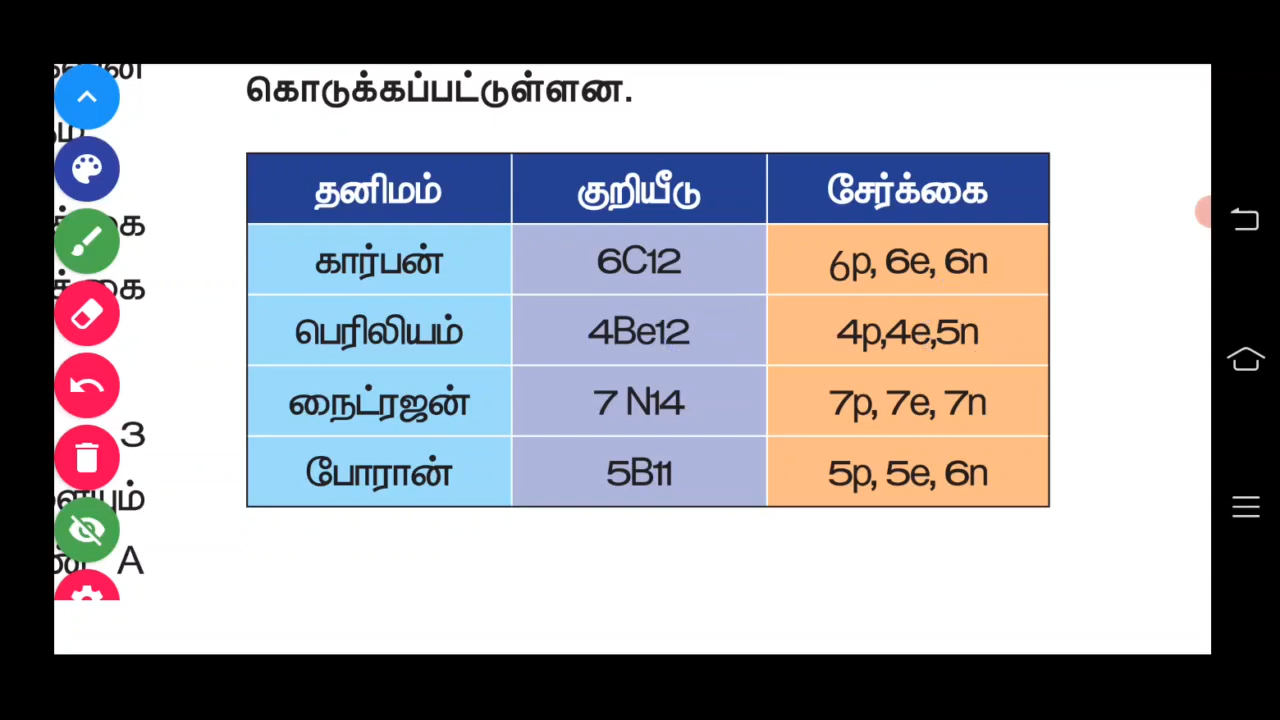 கொடுக்கப்பட்டுள்ளன.
தனிமம் குறியீடு சேர்க்கை
கார்பன் 6C12 6p, 6e, 6n
பெரிலியம் 4Be12 4p,4e,5n
நைட்ரஜன் 7 N14 7p, 7e, 7n
3
போரான் 5B11 5p, 5e, 6n
A